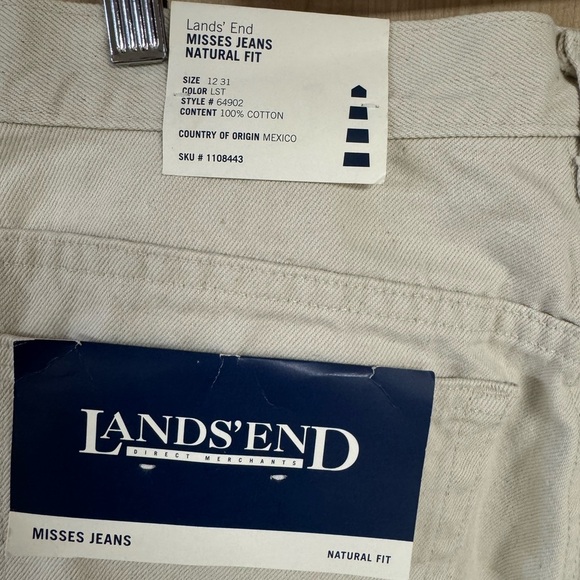 Lands' End
MISSES JEANS
NATURAL FIT
SIZE 12 31
COLOR LST
STYLE # 64902
CONTENT 100% COTTON
COUNTRY OF ORIGIN MEXICO
SKU # 1108443
LANDS'END
DIRECT MERCHANTS
MISSES JEANS
NATURAL FIT